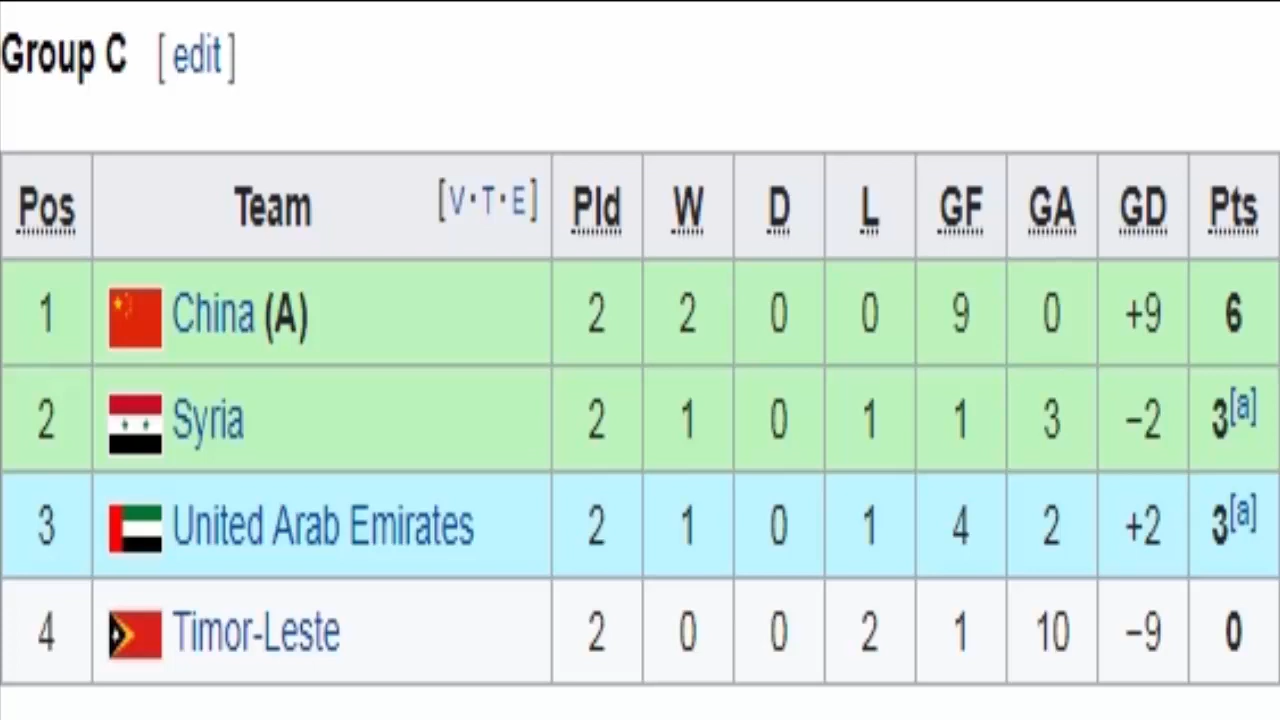 Group C [ edit ]
Pos Team [V·T·E] Pld W D L GF GA GD Pts
1 China (A) 2 2 0 0 9 0 +9 6
2 Syria 2 1 0 1 1 3 −2 3[a]
3 United Arab Emirates 2 1 0 1 4 2 +2 3[a]
4 Timor-Leste 2 0 0 2 1 10 −9 0